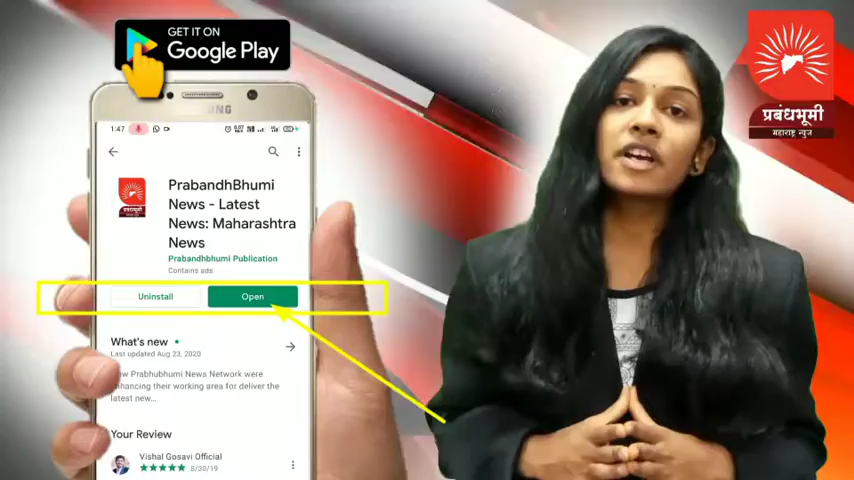 GET IT ON
Google Play
1:47
PrabandhBhumi
News - Latest
News: Maharashtra
News
Prabandhbhumi Publication
Contains ads
Uninstall
Open
What's new
Last updated Aug 23, 2020
Prabhubhumi News Network were
enhancing their working area for deliver the
latest new...
Your Review
Vishal Gosavi Official
8/30/19
प्रबंधभूमी
महाराष्ट्र न्युज